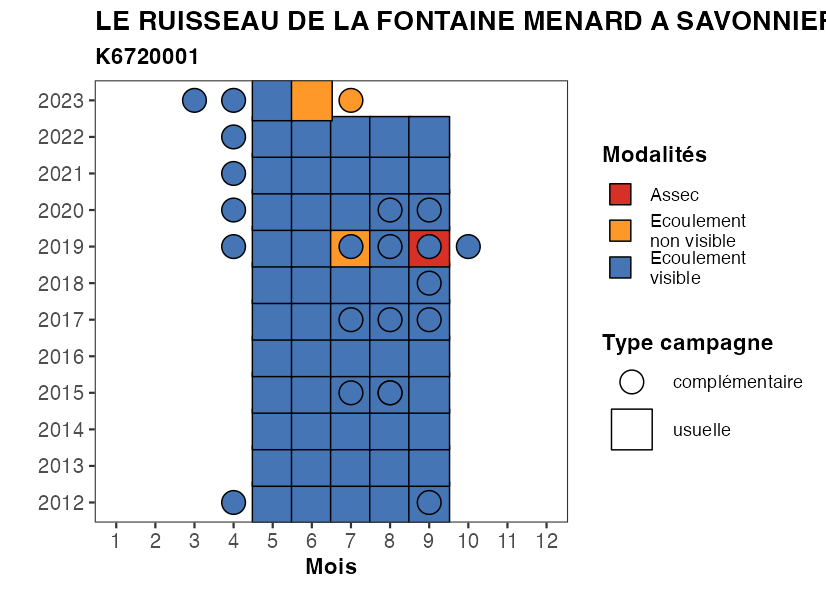 LE RUISSEAU DE LA FONTAINE MENARD A SAVONNIER
K6720001
2023
2022
2021
2020
2019
2018
2017
2016
2015
2014
2013
2012
1 2 3 4 5 6 7 8 9 10 11 12
Mois
Modalités
Assec
Ecoulement
non visible
Ecoulement
visible
Type campagne
complémentaire
usuelle